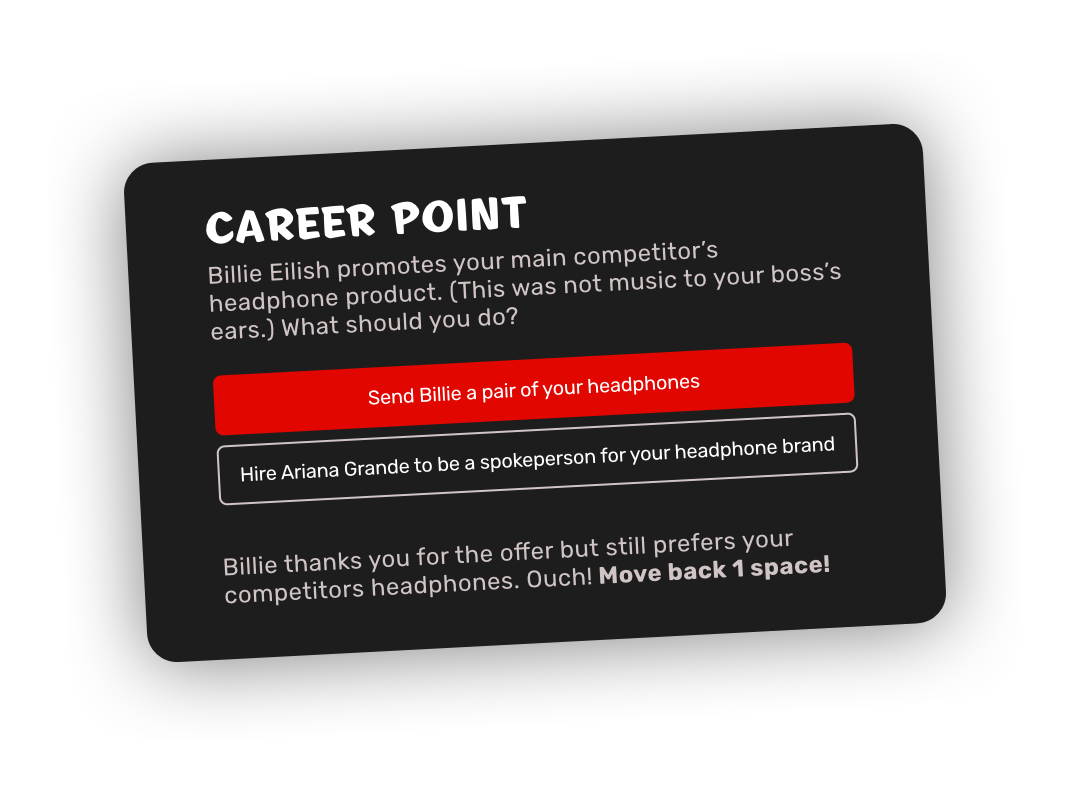 CAREER POINT
Billie Eilish promotes your main competitor’s
headphone product. (This was not music to your boss’s
ears.) What should you do?
Send Billie a pair of your headphones
Hire Ariana Grande to be a spokeperson for your headphone brand
Billie thanks you for the offer but still prefers your
competitors headphones. Ouch! Move back 1 space!